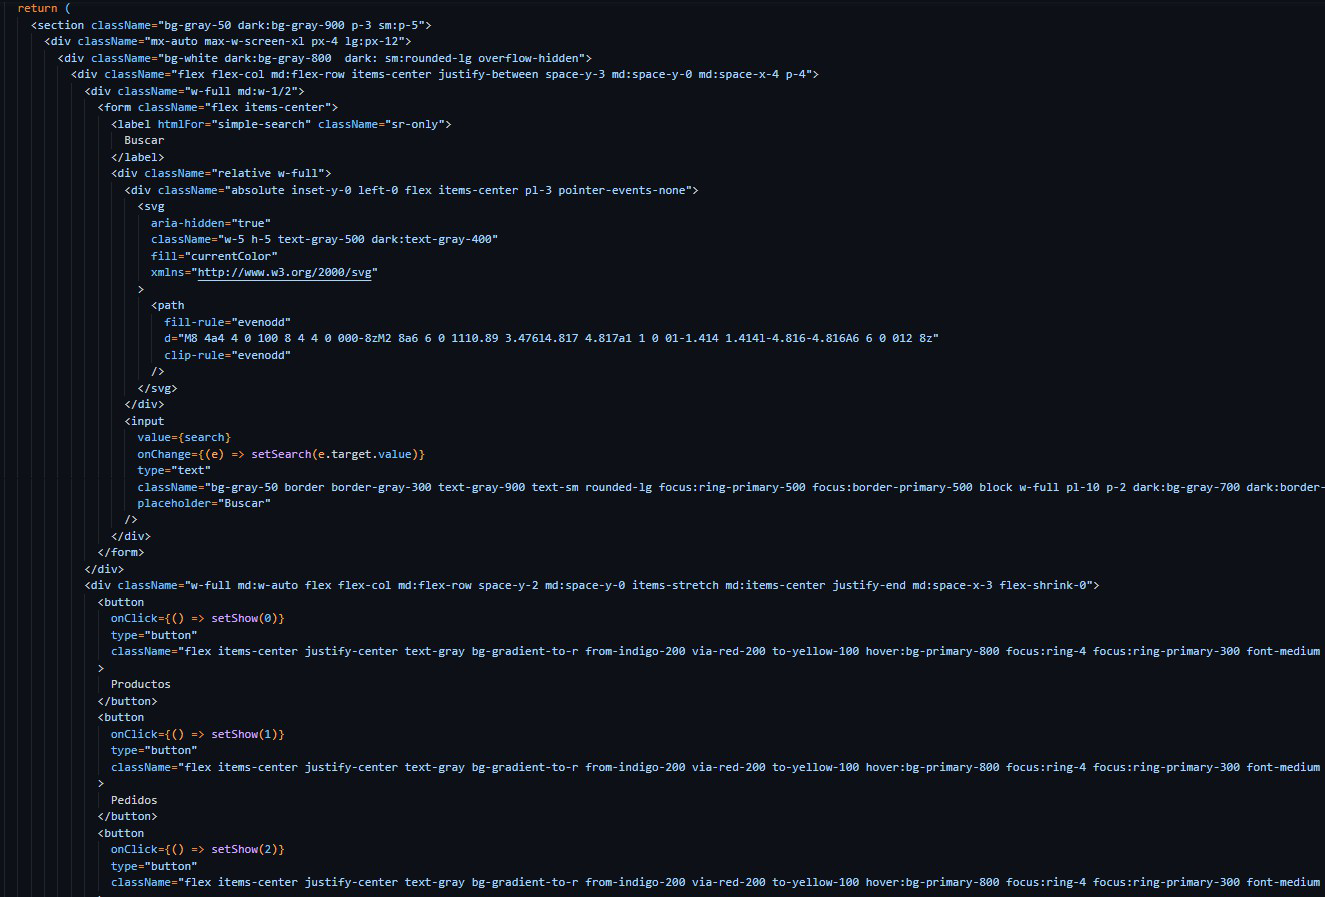 return (
<section className="bg-gray-50 dark:bg-gray-900 p-3 sm:p-5">
<div className="mx-auto max-w-screen-xl px-4 lg:px-12">
<div className="bg-white dark:bg-gray-800  dark: sm:rounded-lg overflow-hidden">
<div className="flex flex-col md:flex-row items-center justify-between space-y-3 md:space-y-0 md:space-x-4 p-4">
<div className="w-full md:w-1/2">
<form className="flex items-center">
<label htmlFor="simple-search" className="sr-only">
Buscar
</label>
<div className="relative w-full">
<div className="absolute inset-y-0 left-0 flex items-center pl-3 pointer-events-none">
<svg
aria-hidden="true"
className="w-5 h-5 text-gray-500 dark:text-gray-400"
fill="currentColor"
xmlns="http://www.w3.org/2000/svg"
>
<path
fill-rule="evenodd"
d="M8 4a4 4 0 100 8 4 4 0 000-8zM2 8a6 6 0 1110.89 3.476l4.817 4.817a1 1 0 01-1.414 1.414l-4.816-4.816A6 6 0 012 8z"
clip-rule="evenodd"
/>
</svg>
</div>
<input
value={search}
onChange={(e) => setSearch(e.target.value)}
type="text"
className="bg-gray-50 border border-gray-300 text-gray-900 text-sm rounded-lg focus:ring-primary-500 focus:border-primary-500 block w-full pl-10 p-2 dark:bg-gray-700 dark:border-
placeholder="Buscar"
/>
</div>
</form>
</div>
<div className="w-full md:w-auto flex flex-col md:flex-row space-y-2 md:space-y-0 items-stretch md:items-center justify-end md:space-x-3 flex-shrink-0">
<button
onClick={() => setShow(0)}
type="button"
className="flex items-center justify-center text-gray bg-gradient-to-r from-indigo-200 via-red-200 to-yellow-100 hover:bg-primary-800 focus:ring-4 focus:ring-primary-300 font-medium
>
Productos
</button>
<button
onClick={() => setShow(1)}
type="button"
className="flex items-center justify-center text-gray bg-gradient-to-r from-indigo-200 via-red-200 to-yellow-100 hover:bg-primary-800 focus:ring-4 focus:ring-primary-300 font-medium
>
Pedidos
</button>
<button
onClick={() => setShow(2)}
type="button"
className="flex items-center justify-center text-gray bg-gradient-to-r from-indigo-200 via-red-200 to-yellow-100 hover:bg-primary-800 focus:ring-4 focus:ring-primary-300 font-medium